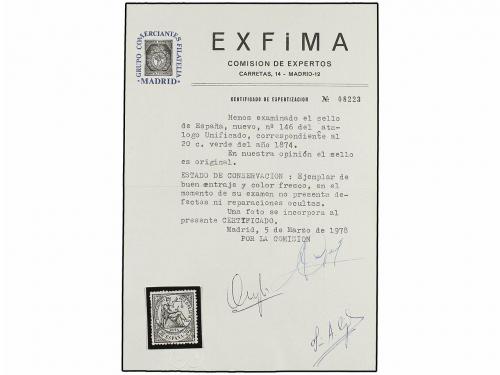 GRUPO COMERCIANTES FILATELIA
· MADRID ·
EXFIMA
COMISION DE EXPERTOS
CARRETAS, 14 - MADRID-12
CERTIFICADO DE EXPERTIZACION Nº 08223
Hemos examinado el sello
de España, nuevo, nº 146 del atá-
logo Unificado, correspondiente al
20 c. verde del año 1874.
En nuestra opinión el sello
es original.
ESTADO DE CONSERVACION : Ejemplar de
buen centraje y color fresco, en el
momento de su examen no presenta de-
fectos ni reparaciones ocultas.
Una foto se incorpora al
presente CERTIFICADO.
Madrid, 5 de Marzo de 1978
POR LA COMISION
ESPAÑA